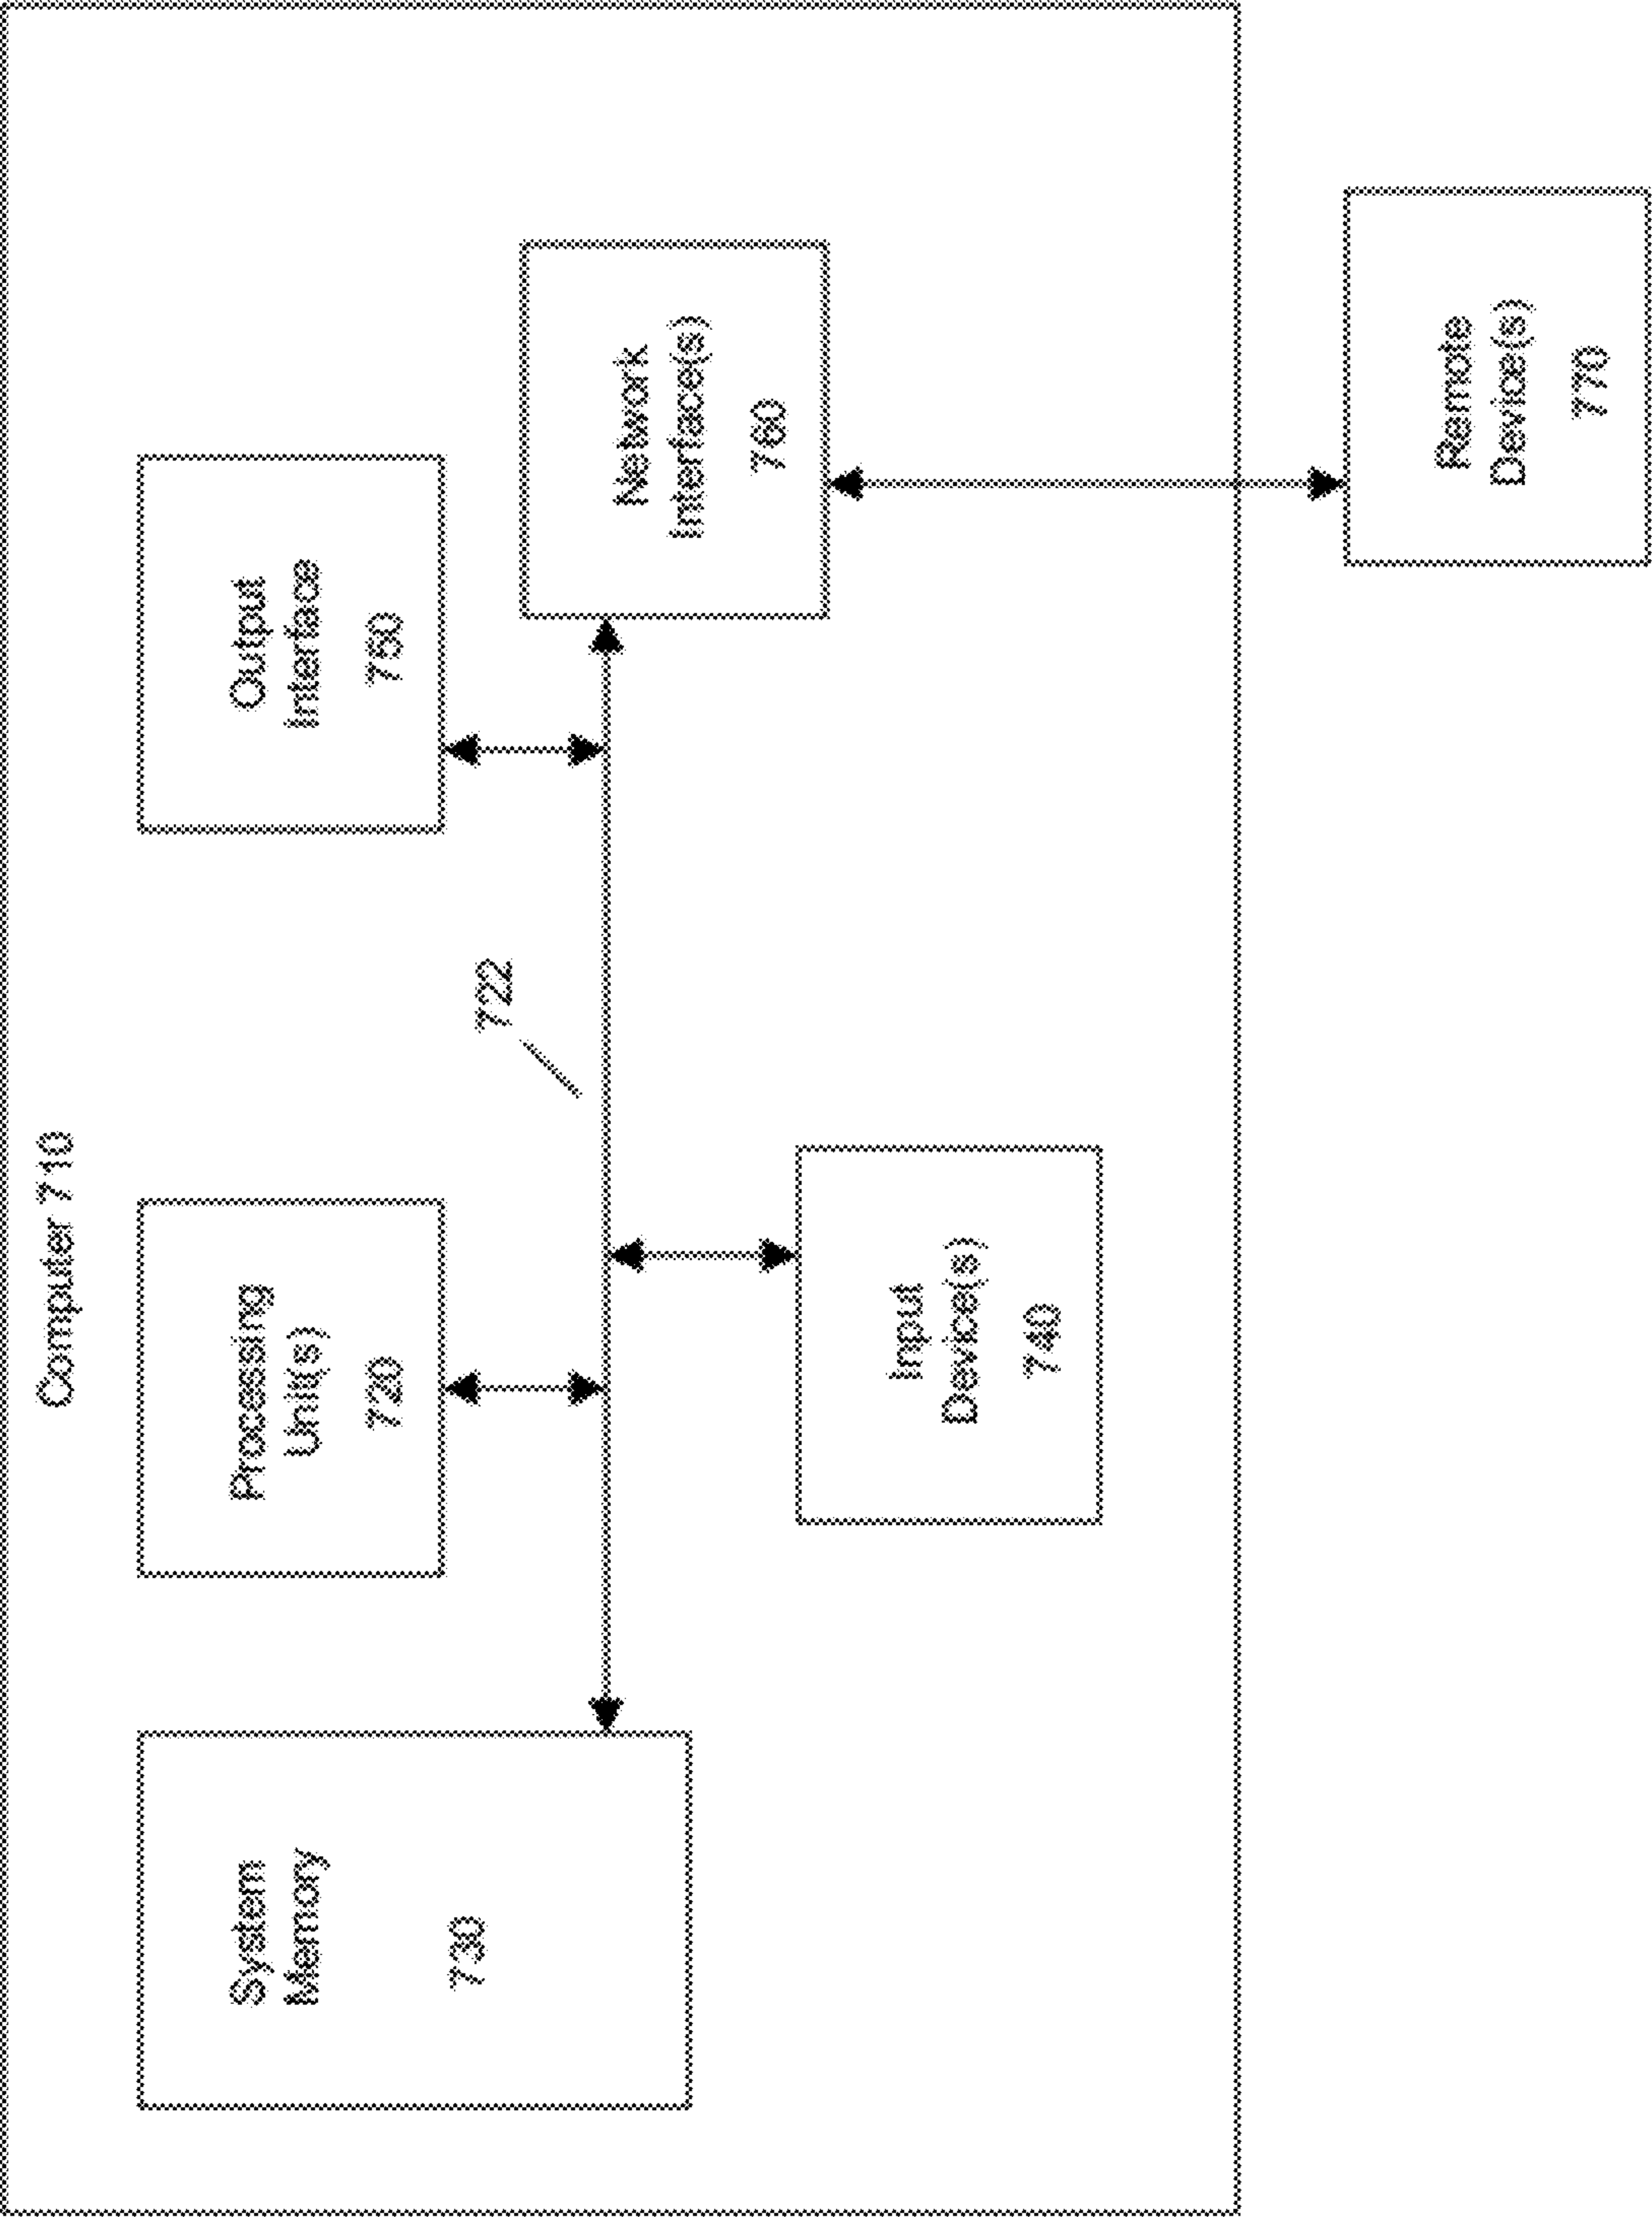 Computer 710
System
Memory
730
Processing
Unit(s)
720
Output
Interface
750
722
Input
Device(s)
740
Network
Interface(s)
760
Remote
Device(s)
770